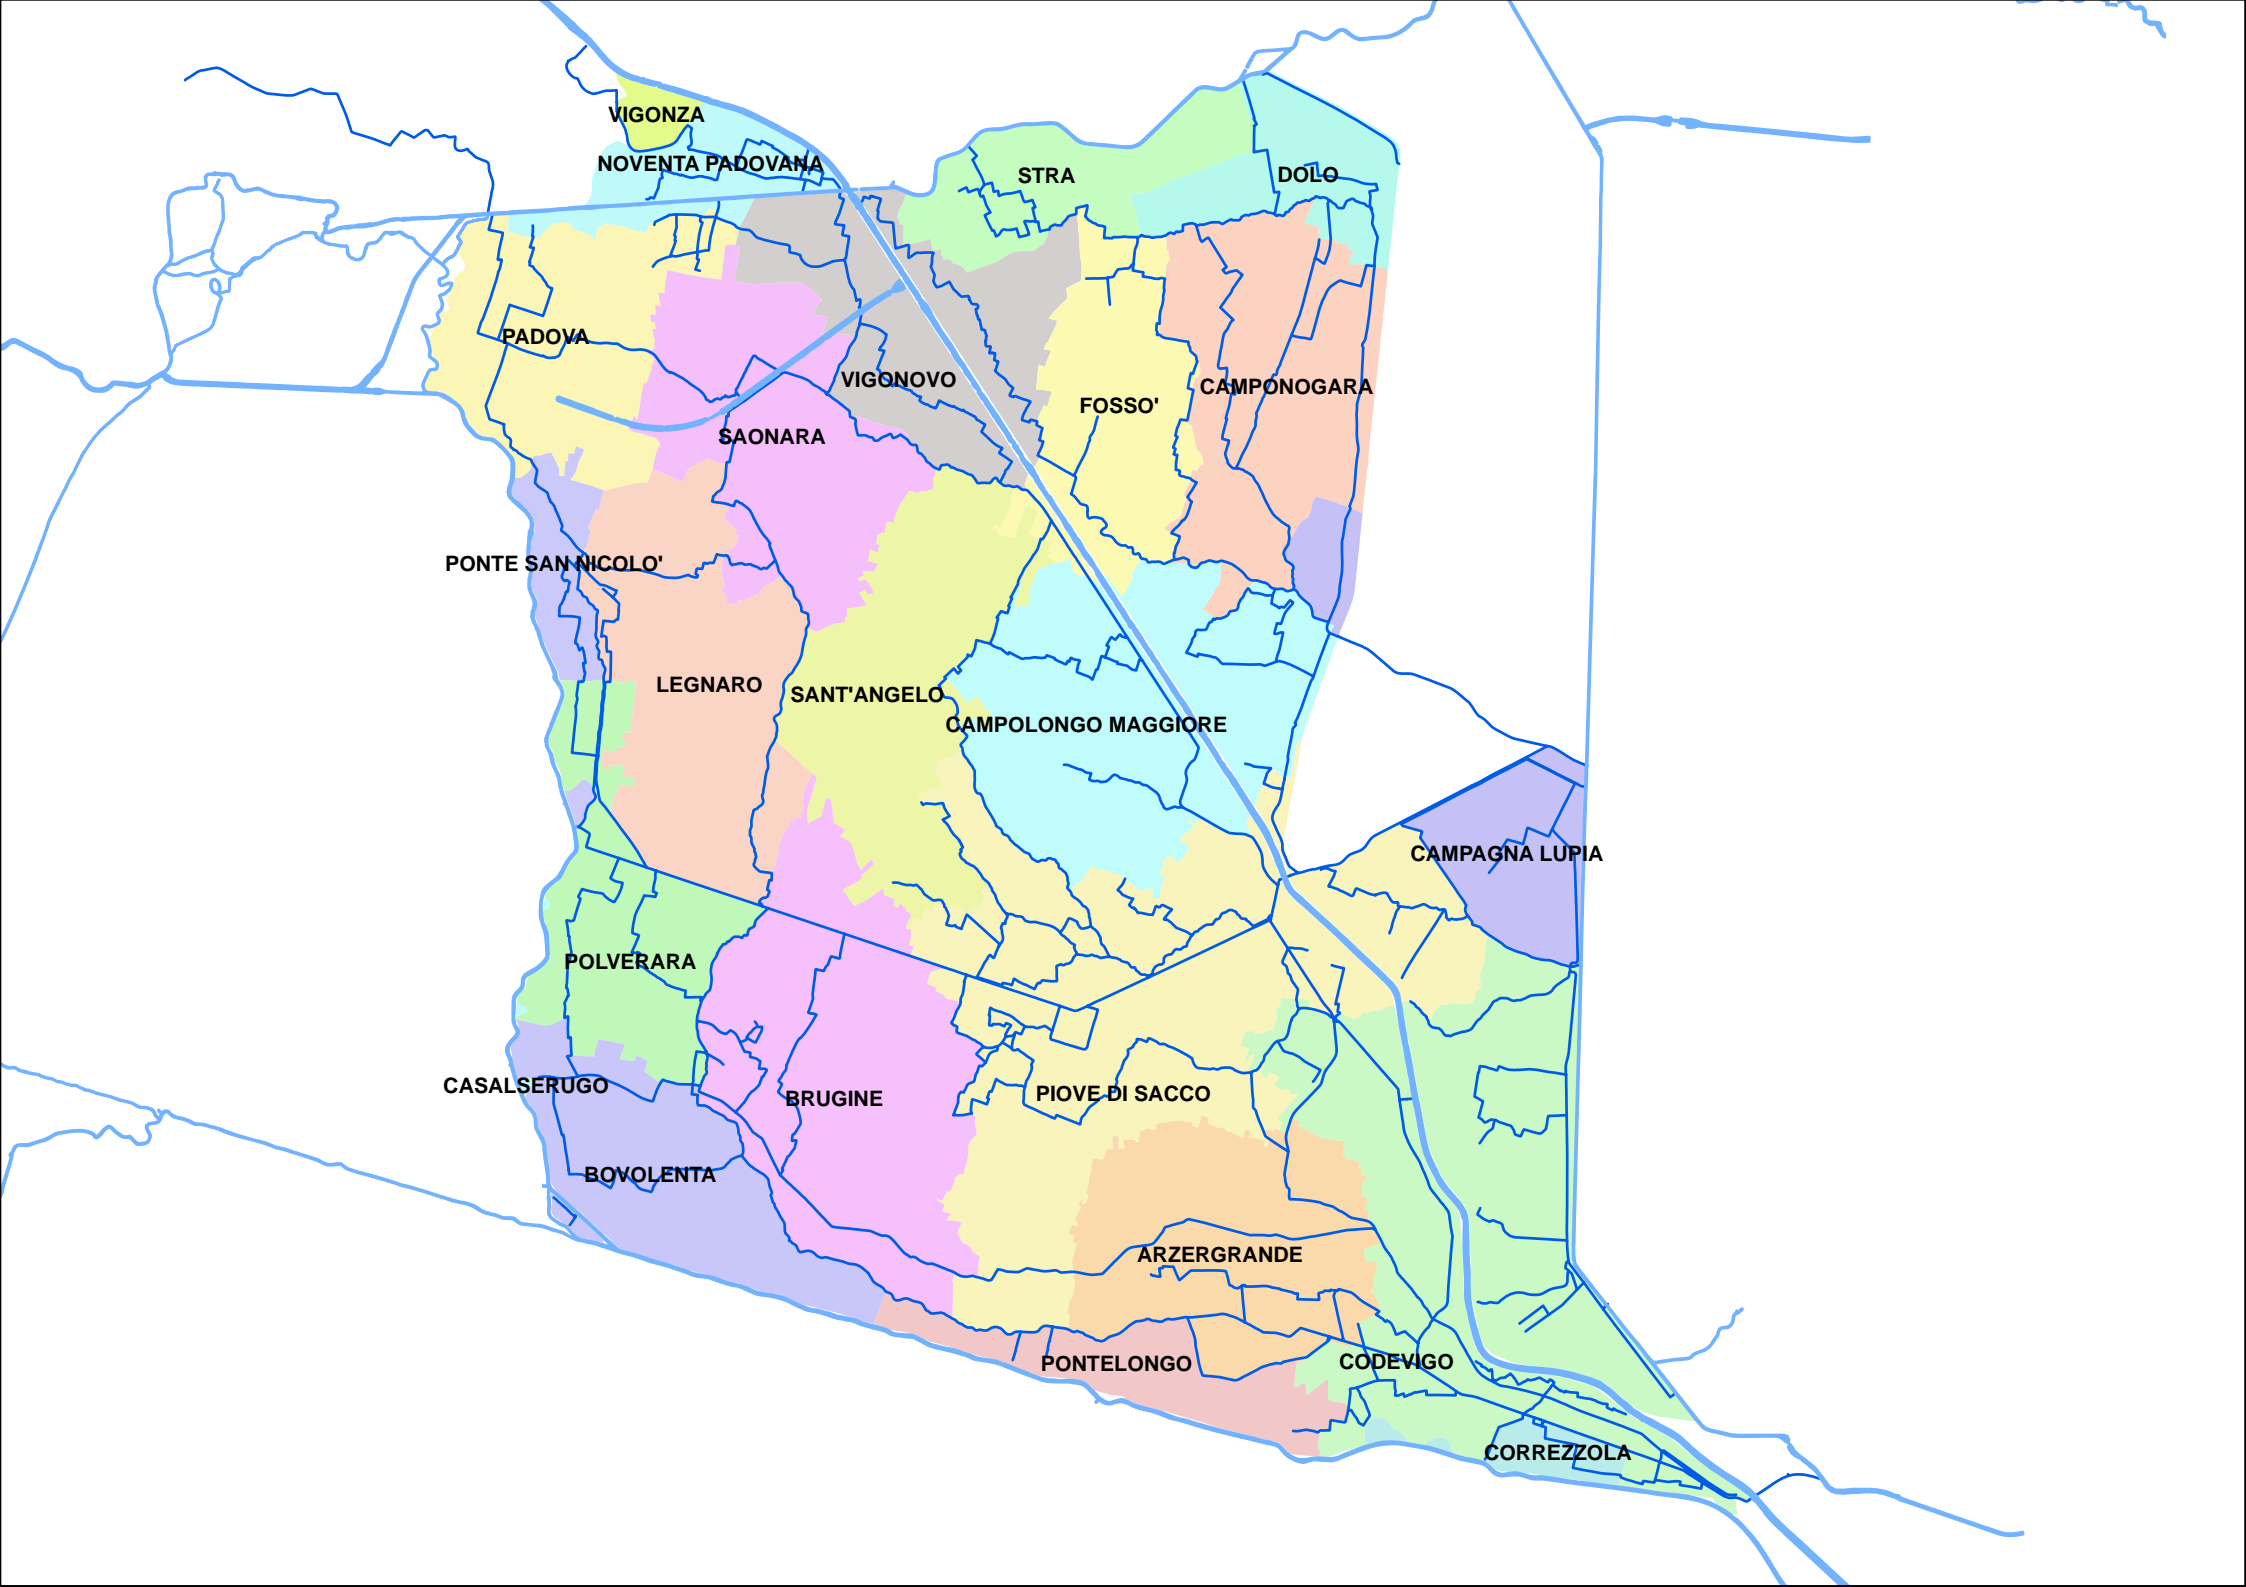 VIGONZA
NOVENTA PADOVANA
STRA
DOLO
PADOVA
VIGONOVO
CAMPONOGARA
FOSSO'
SAONARA
PONTE SAN NICOLO'
LEGNARO
SANT'ANGELO
CAMPOLONGO MAGGIORE
CAMPAGNA LUPIA
POLVERARA
CASALSERUGO
BRUGINE
PIOVE DI SACCO
BOVOLENTA
ARZERGRANDE
PONTELONGO
CODEVIGO
CORREZZOLA